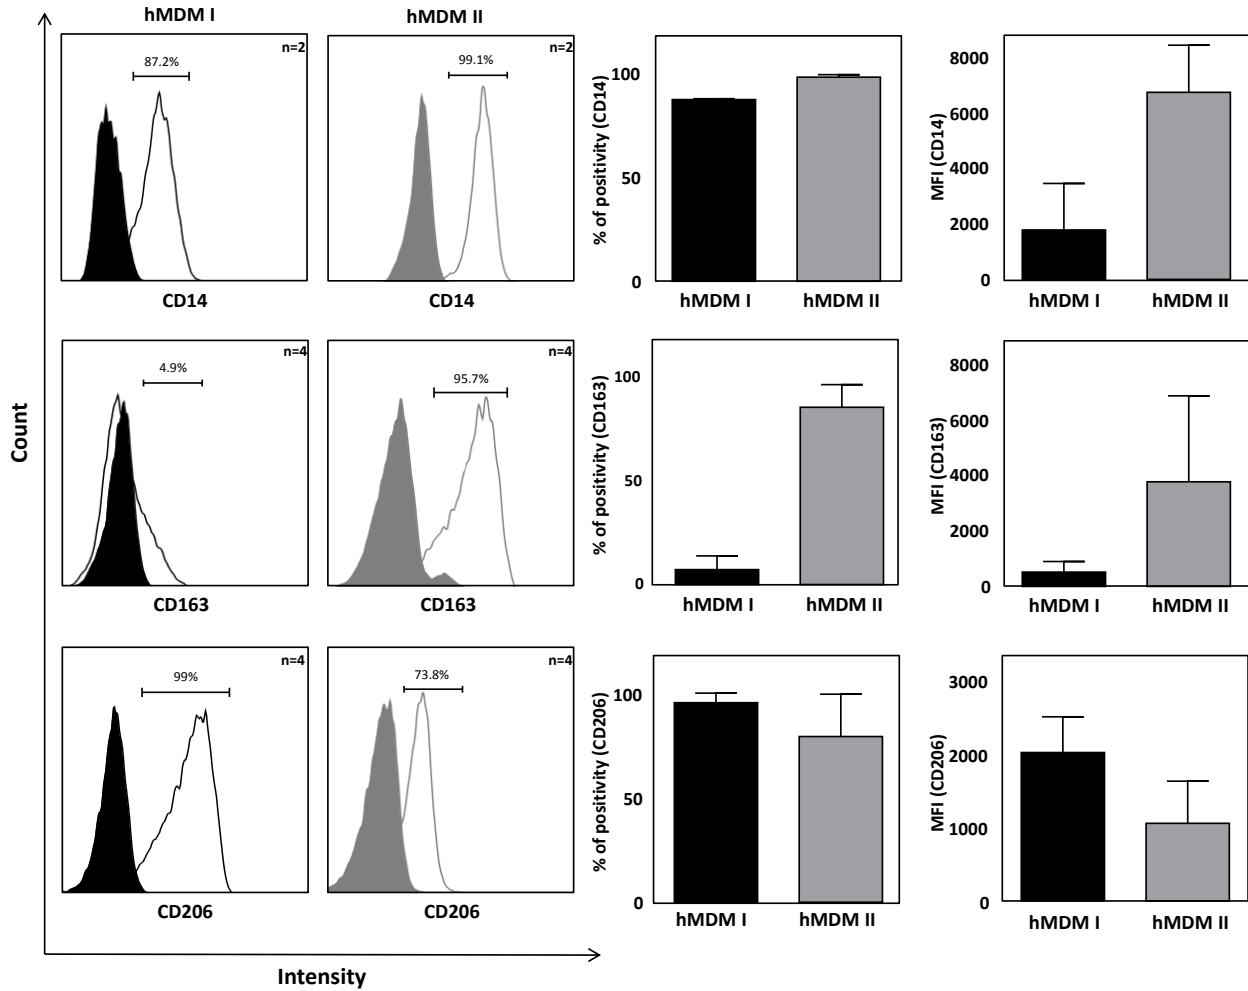 hMDM I
hMDM II
n=2
87.2%
CD14
n=2
99.1%
CD14
% of positivity (CD14)
100
50
0
hMDM I
hMDM II
MFI (CD14)
8000
6000
4000
2000
0
hMDM I
hMDM II
n=4
4.9%
CD163
n=4
95.7%
CD163
% of positivity (CD163)
100
50
0
hMDM I
hMDM II
MFI (CD163)
8000
6000
4000
2000
0
hMDM I
hMDM II
n=4
99%
CD206
n=4
73.8%
CD206
% of positivity (CD206)
100
50
0
hMDM I
hMDM II
MFI (CD206)
3000
2000
1000
0
hMDM I
hMDM II
Count
Intensity